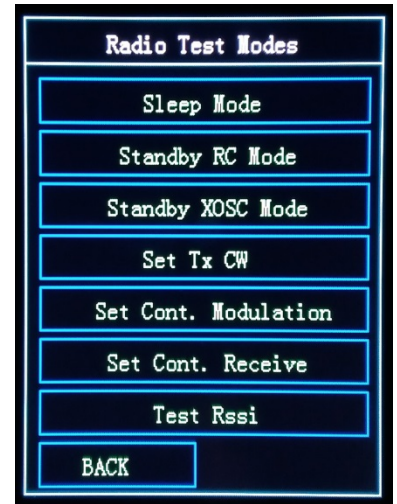 Radio Test Modes
Sleep Mode
Standby RC Mode
Standby XOSC Mode
Set Tx CW
Set Cont. Modulation
Set Cont. Receive
Test Rssi
BACK